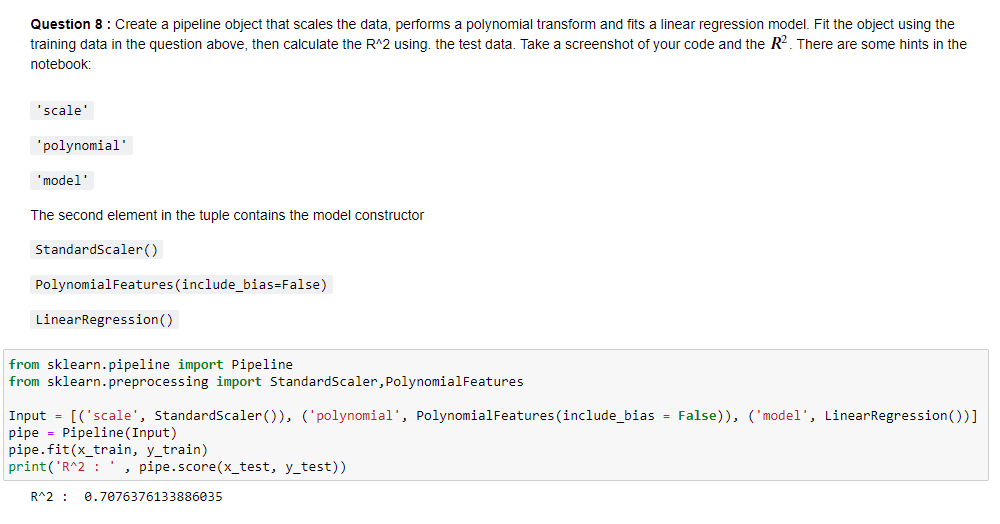 Question 8 : Create a pipeline object that scales the data, performs a polynomial transform and fits a linear regression model. Fit the object using the
training data in the question above, then calculate the R^2 using. the test data. Take a screenshot of your code and the R². There are some hints in the
notebook:
'scale'
'polynomial'
'model'
The second element in the tuple contains the model constructor
StandardScaler()
PolynomialFeatures(include_bias=False)
LinearRegression()
from sklearn.pipeline import Pipeline
from sklearn.preprocessing import StandardScaler,PolynomialFeatures
Input = [('scale', StandardScaler()), ('polynomial', PolynomialFeatures(include_bias = False)), ('model', LinearRegression())]
pipe = Pipeline(Input)
pipe.fit(x_train, y_train)
print('R^2 : ' , pipe.score(x_test, y_test))
R^2 :  0.7076376133886035